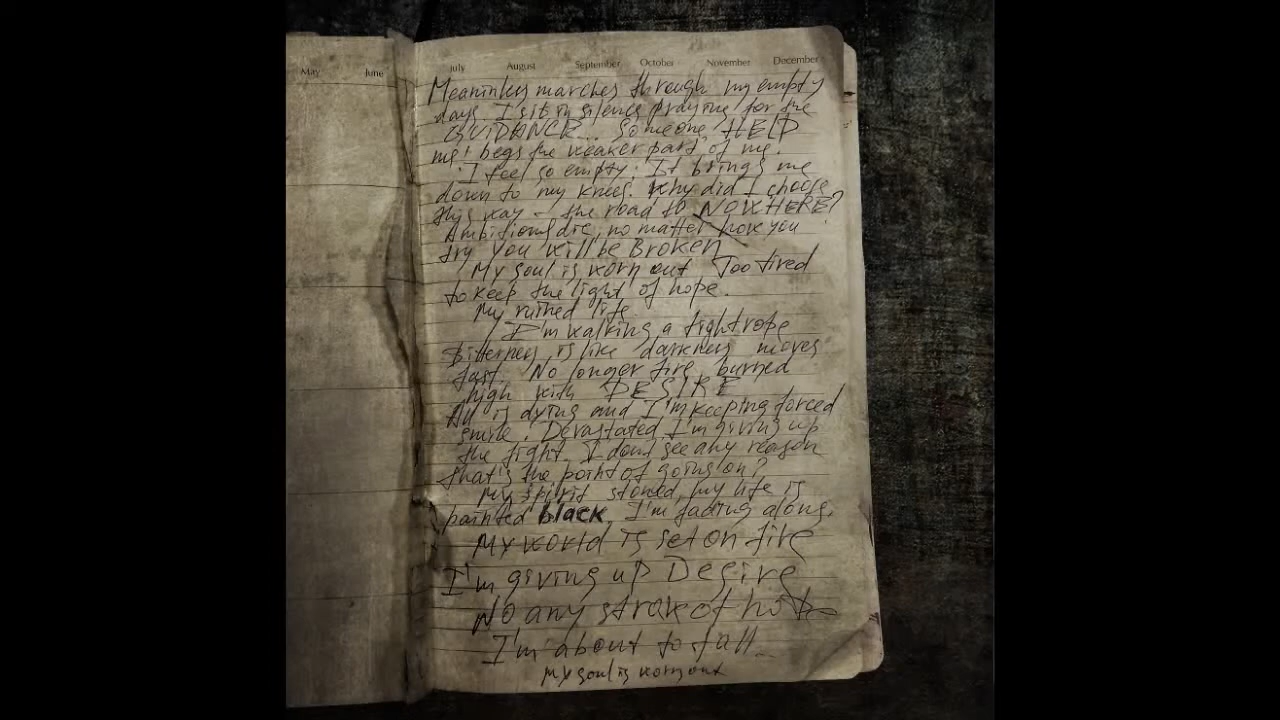 May June July August September October November December
Meaninless marches through my empty
days I sit in silence praying for the
GUIDANCE... Someone, HELP
me! begs the weaker part of me.
I feel so empty. It brings me
down to my knees. Why did I choose
this way - the road to NOWHERE?
Ambitions die, no matter how you
try you will be Broken
My soul is worn out Too tired
to keep the light of hope.
My ruined life
I'm walking a tightrope
Bitterness is like darkness moves
fast. No longer fire burned
high with DESIRE
All is dying and I'm keeping forced
smile. Devastated I'm giving up
the fight. I don't see any reason
that's the point of going on?
My spirit stoned, my life is
painted black. I'm fading along.
My world is set on fire
I'm giving up Desire
No any strok of
I'm about to fall...
My soul is worn out